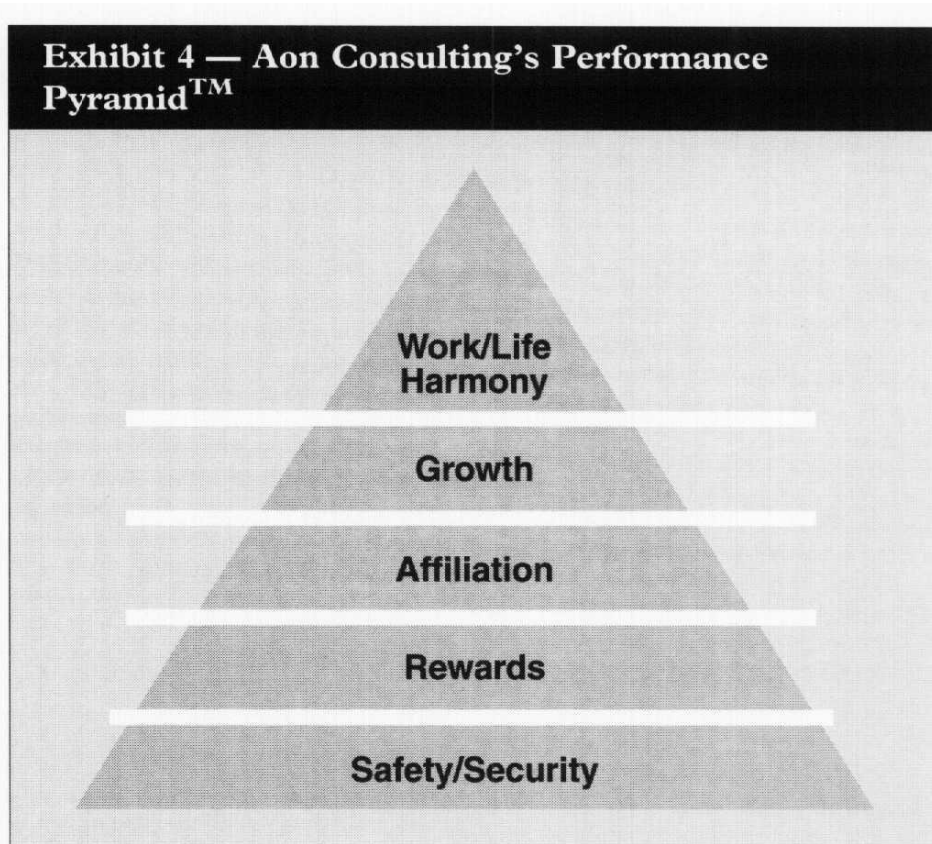 Exhibit 4 — Aon Consulting's Performance
Pyramid™
Work/Life
Harmony
Growth
Affiliation
Rewards
Safety/Security